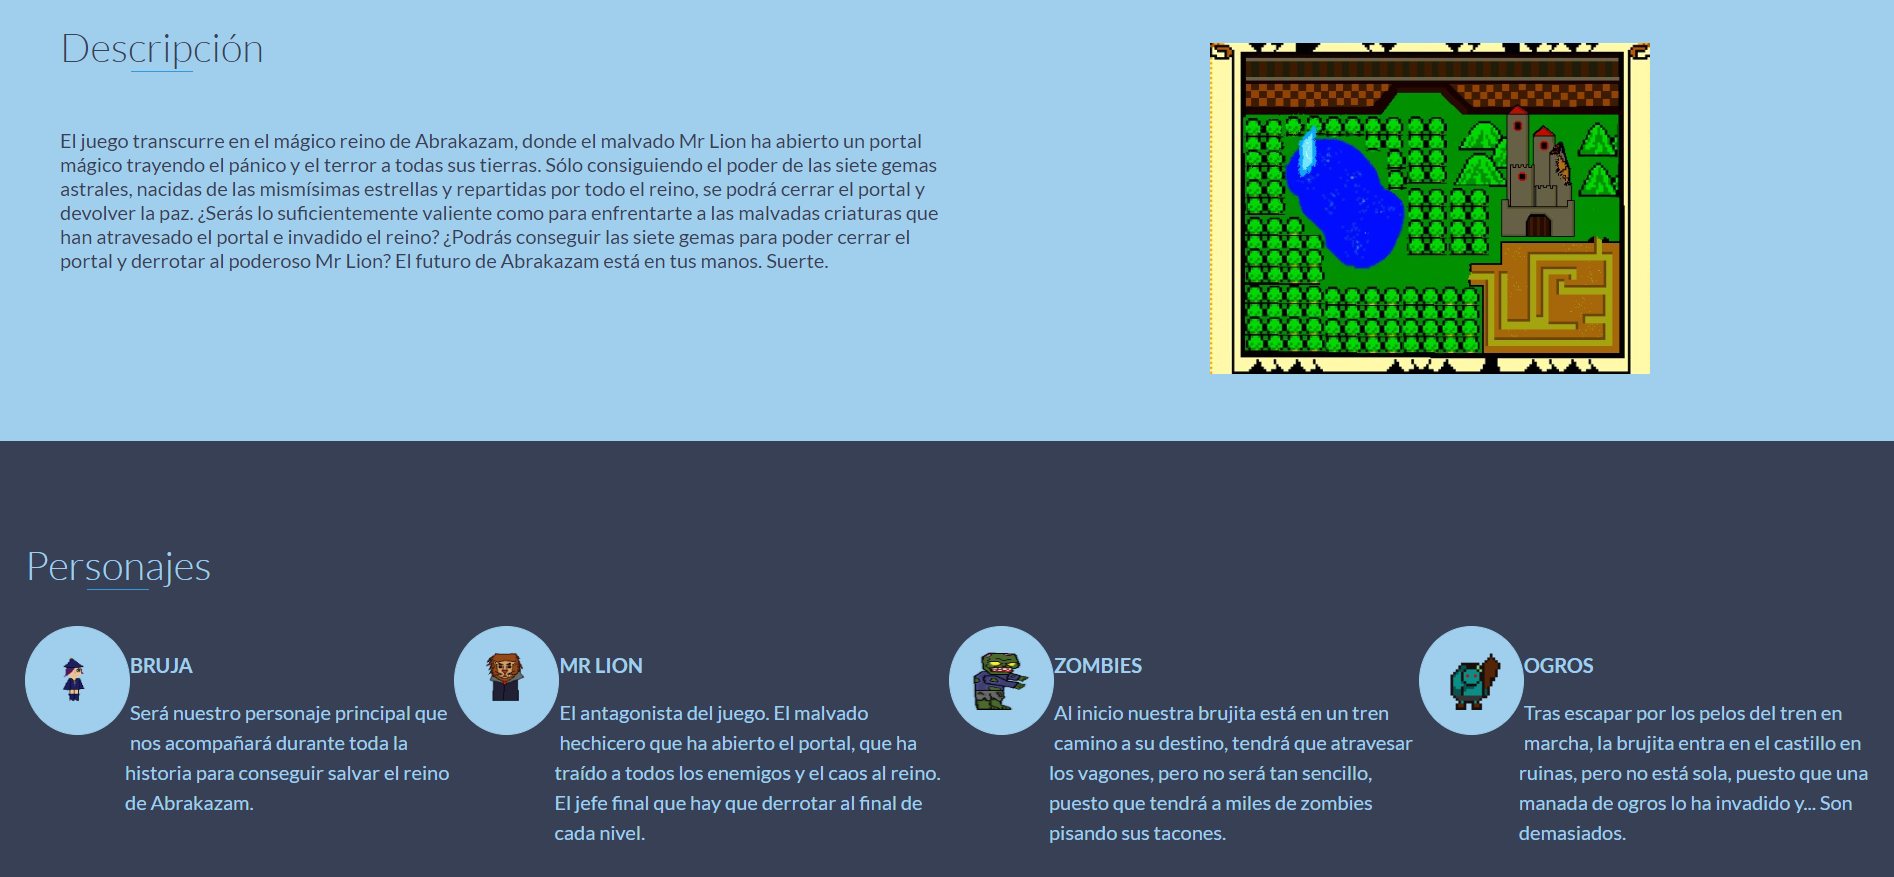 Descripción
El juego transcurre en el mágico reino de Abrakazam, donde el malvado Mr Lion ha abierto un portal
mágico trayendo el pánico y el terror a todas sus tierras. Sólo consiguiendo el poder de las siete gemas
astrales, nacidas de las mismísimas estrellas y repartidas por todo el reino, se podrá cerrar el portal y
devolver la paz. ¿Serás lo suficientemente valiente como para enfrentarte a las malvadas criaturas que
han atravesado el portal e invadido el reino? ¿Podrás conseguir las siete gemas para poder cerrar el
portal y derrotar al poderoso Mr Lion? El futuro de Abrakazam está en tus manos. Suerte.
Personajes
BRUJA
Será nuestro personaje principal que
nos acompañará durante toda la
historia para conseguir salvar el reino
de Abrakazam.
MR LION
El antagonista del juego. El malvado
hechicero que ha abierto el portal, que ha
traído a todos los enemigos y el caos al reino.
El jefe final que hay que derrotar al final de
cada nivel.
ZOMBIES
Al inicio nuestra brujita está en un tren
camino a su destino, tendrá que atravesar
los vagones, pero no será tan sencillo,
puesto que tendrá a miles de zombies
pisando sus tacones.
OGROS
Tras escapar por los pelos del tren en
marcha, la brujita entra en el castillo en
ruinas, pero no está sola, puesto que una
manada de ogros lo ha invadido y... Son
demasiados.